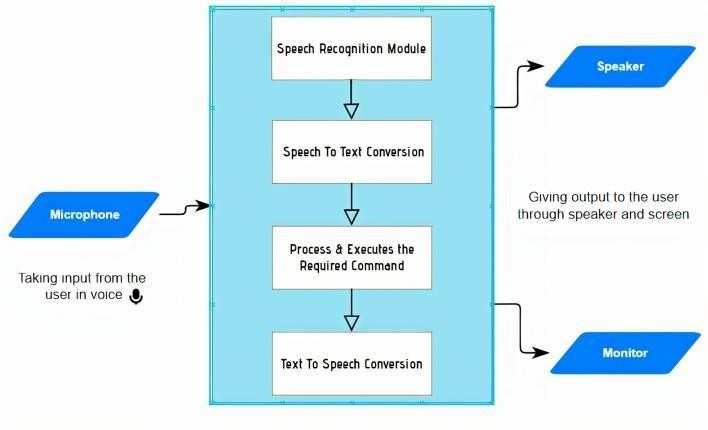 Speech Recognition Module
Speaker
Speech To Text Conversion
Microphone
Giving output to the user
through speaker and screen
Process & Executes the
Required Command
Taking input from the
user in voice
Text To Speech Conversion
Monitor